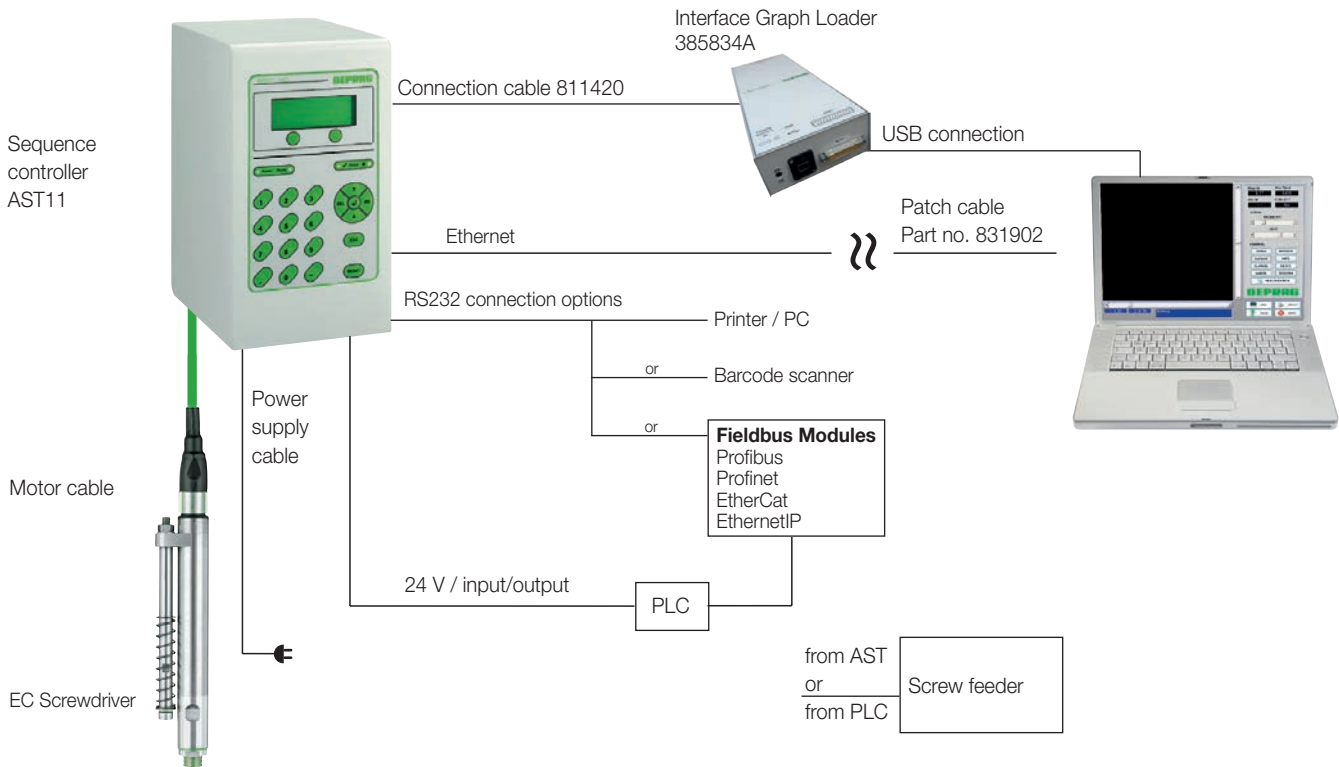 Interface Graph Loader
385834A
DEPRAG
Connection cable 811420
USB connection
Sequence
controller
AST11
Patch cable
Part no. 831902
Ethernet
RS232 connection options
Printer / PC
or
Barcode scanner
or
Fieldbus Modules
Profibus
Profinet
EtherCat
EthernetIP
Power
supply
cable
Motor cable
24 V / input/output
PLC
from AST
or
from PLC
Screw feeder
EC Screwdriver
DEPRAG